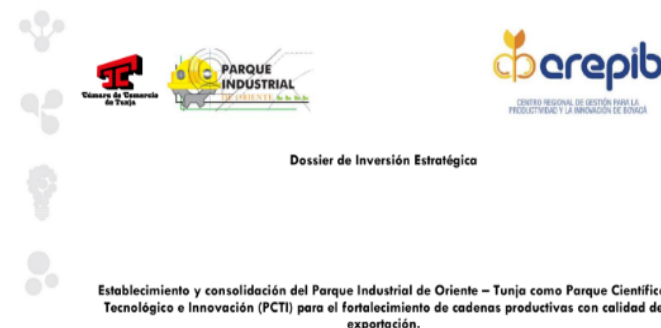 Cámara de Comercio
de Tunja
PARQUE
INDUSTRIAL
DE ORIENTE
crepib
CENTRO REGIONAL DE GESTIÓN PARA LA
PRODUCTIVIDAD Y LA INNOVACIÓN DE BOYACÁ
Dossier de Inversión Estratégica
Establecimiento y consolidación del Parque Industrial de Oriente – Tunja como Parque Científico
Tecnológico e Innovación (PCTI) para el fortalecimiento de cadenas productivas con calidad de
exportación.